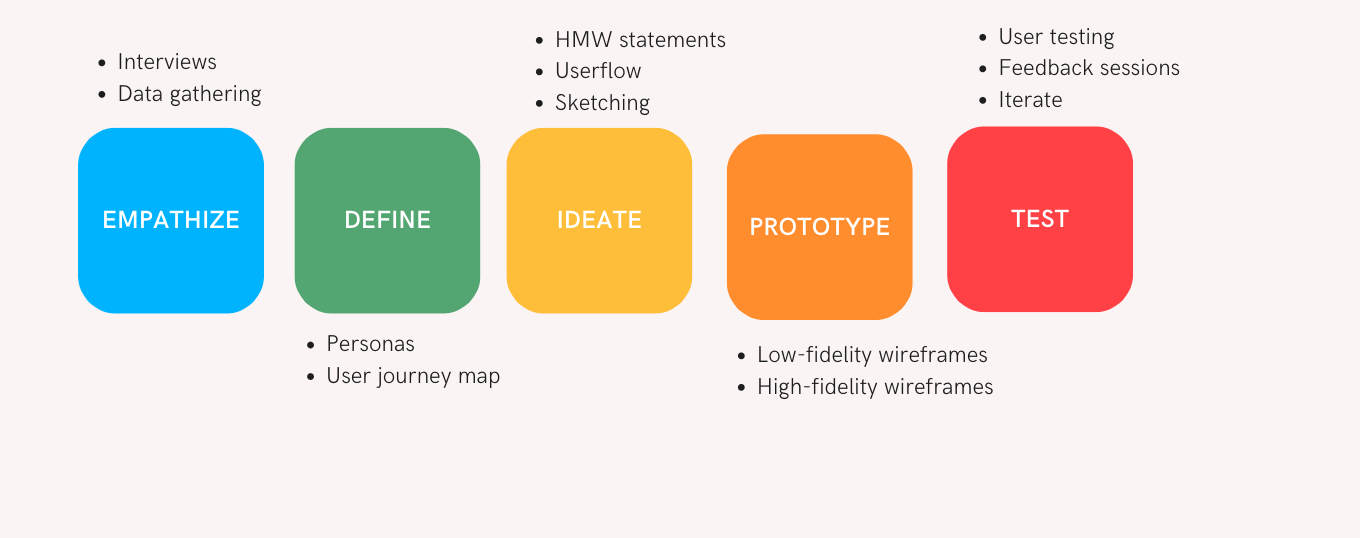 • Interviews
• Data gathering
EMPATHIZE
DEFINE
• Personas
• User journey map
• HMW statements
• Userflow
• Sketching
IDEATE
PROTOTYPE
• Low-fidelity wireframes
• High-fidelity wireframes
• User testing
• Feedback sessions
• Iterate
TEST